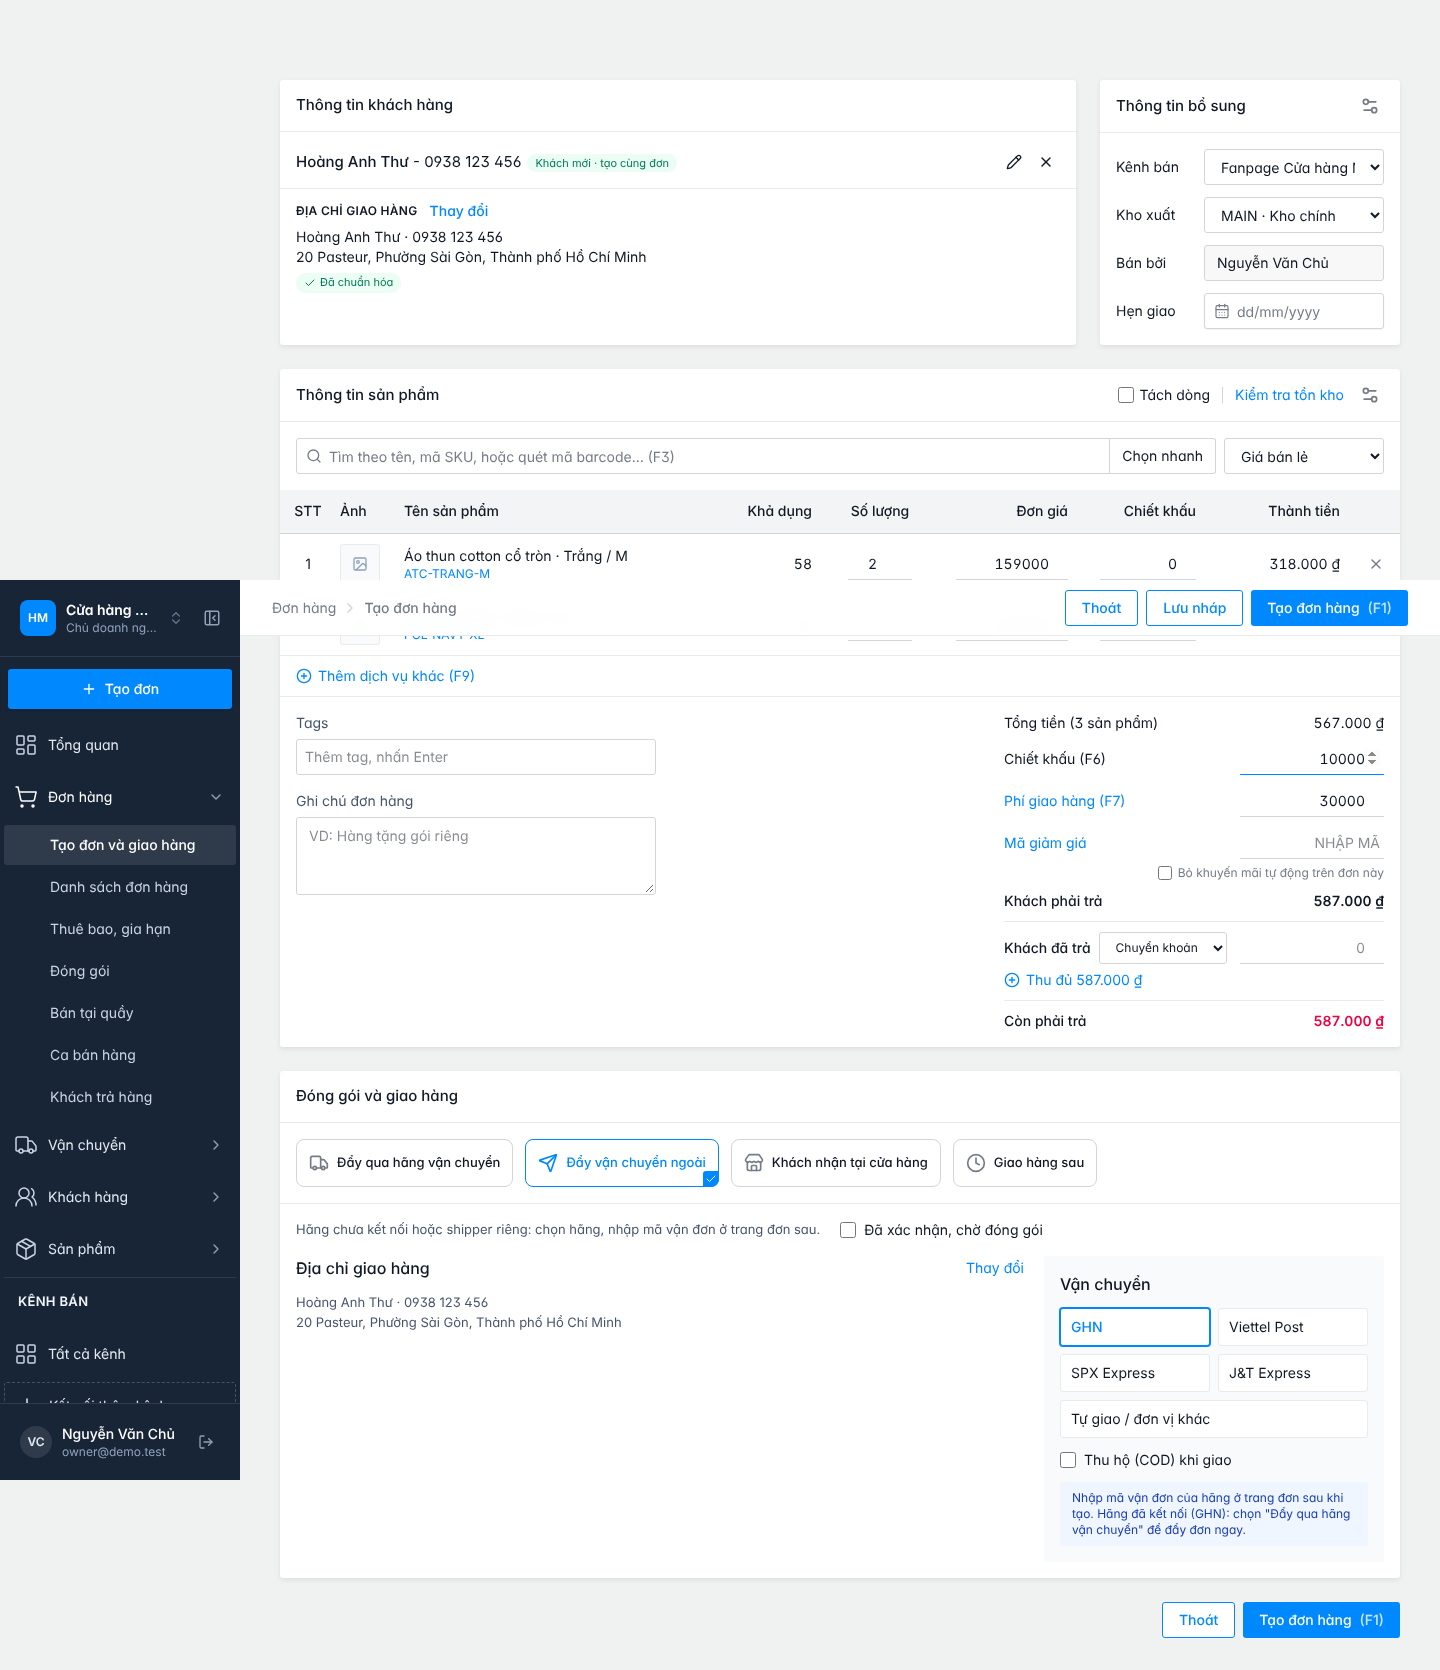 Thông tin khách hàng
Hoàng Anh Thư - 0938 123 456 Khách mới · tạo cùng đơn
ĐỊA CHỈ GIAO HÀNG Thay đổi
Hoàng Anh Thư · 0938 123 456
20 Pasteur, Phường Sài Gòn, Thành phố Hồ Chí Minh
Đã chuẩn hóa
Thông tin bổ sung
Kênh bán Fanpage Cửa hàng
Kho xuất MAIN · Kho chính
Bán bởi Nguyễn Văn Chủ
Hẹn giao dd/mm/yyyy
Thông tin sản phẩm Tách dòng Kiểm tra tồn kho
Tìm theo tên, mã SKU, hoặc quét mã barcode... (F3) Chọn nhanh Giá bán lẻ
STT Ảnh Tên sản phẩm Khả dụng Số lượng Đơn giá Chiết khấu Thành tiền
1 Áo thun cotton cổ tròn · Trắng / M 58 2 159000 0 318.000 ₫
ATC-TRANG-M
HM Cửa hàng ...
Chủ doanh ng...
Đơn hàng Tạo đơn hàng Thoát Lưu nháp Tạo đơn hàng (F1)
Thêm dịch vụ khác (F9)
Tạo đơn
Tổng quan
Đơn hàng
Tạo đơn và giao hàng
Danh sách đơn hàng
Thuê bao, gia hạn
Đóng gói
Bán tại quầy
Ca bán hàng
Khách trả hàng
Vận chuyển
Khách hàng
Sản phẩm
KÊNH BÁN
Tất cả kênh
VC Nguyễn Văn Chủ
owner@demo.test
Tags
Thêm tag, nhấn Enter
Ghi chú đơn hàng
VD: Hàng tặng gói riêng
Tổng tiền (3 sản phẩm) 567.000 ₫
Chiết khấu (F6) 10000
Phí giao hàng (F7) 30000
Mã giảm giá NHẬP MÃ
Bỏ khuyến mãi tự động trên đơn này
Khách phải trả 587.000 ₫
Khách đã trả Chuyển khoản 0
Thu đủ 587.000 ₫
Còn phải trả 587.000 ₫
Đóng gói và giao hàng
Đẩy qua hãng vận chuyển Đẩy vận chuyển ngoài Khách nhận tại cửa hàng Giao hàng sau
Hãng chưa kết nối hoặc shipper riêng: chọn hãng, nhập mã vận đơn ở trang đơn sau. Đã xác nhận, chờ đóng gói
Địa chỉ giao hàng Thay đổi
Hoàng Anh Thư · 0938 123 456
20 Pasteur, Phường Sài Gòn, Thành phố Hồ Chí Minh
Vận chuyển
GHN Viettel Post
SPX Express J&T Express
Tự giao / đơn vị khác
Thu hộ (COD) khi giao
Nhập mã vận đơn của hãng ở trang đơn sau khi
tạo. Hãng đã kết nối (GHN): chọn "Đẩy qua hãng
vận chuyển" để đẩy đơn ngay.
Thoát Tạo đơn hàng (F1)